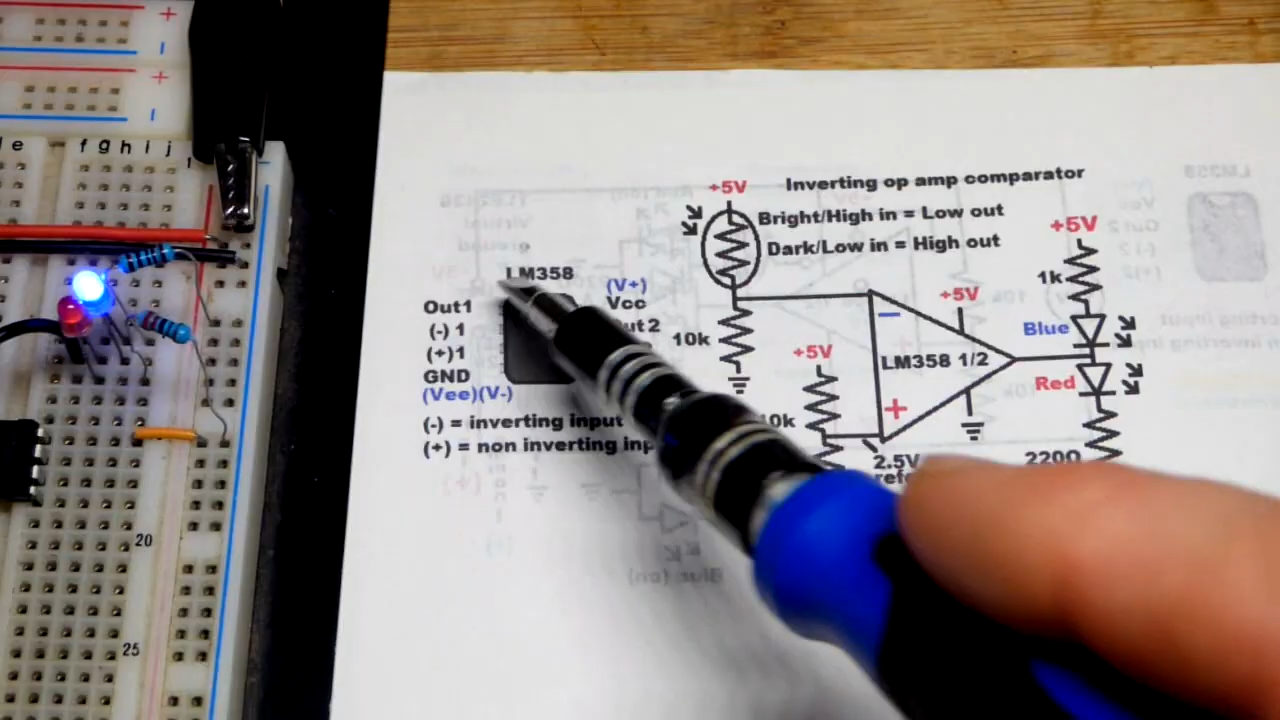 e f g h i j
1
20
25
Inverting op amp comparator
+5V
Bright/High in = Low out
Dark/Low in = High out
+5V
LM358
Out1
(-) 1
(+)1
GND
(Vee)(V-)
(V+)
Vcc
(-) = inverting input
(+) = non inverting
10k
+5V
+5V
LM358 1/2
1k
Blue
Red
2.5V
220Ω
LM358